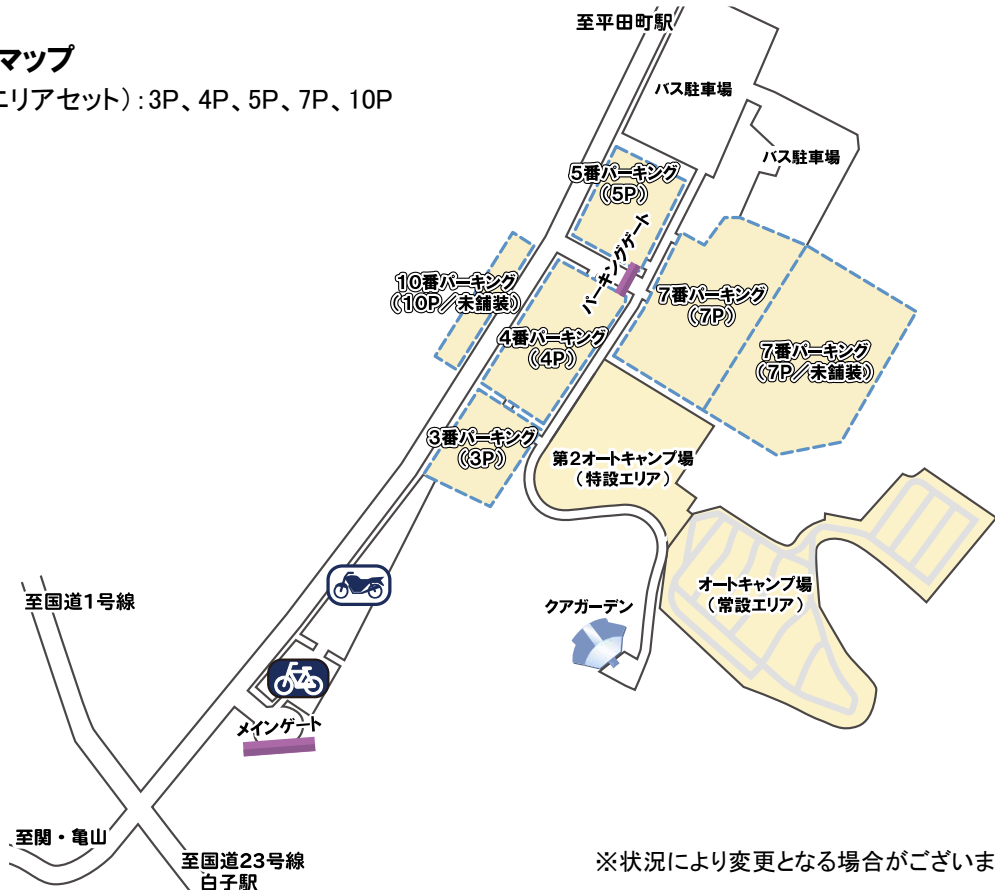 至平田町駅
マップ
エリアセット）：3P、4P、5P、7P、10P
バス駐車場
バス駐車場
5番パーキング
（5P）
パーキングゲート
10番パーキング
（10P／未舗装）
7番パーキング
（7P）
4番パーキング
（4P）
7番パーキング
（7P／未舗装）
3番パーキング
（3P）
第2オートキャンプ場
（特設エリア）
オートキャンプ場
（常設エリア）
至国道1号線
クアガーデン
メインゲート
至関・亀山
至国道23号線
白子駅
※状況により変更となる場合がございま